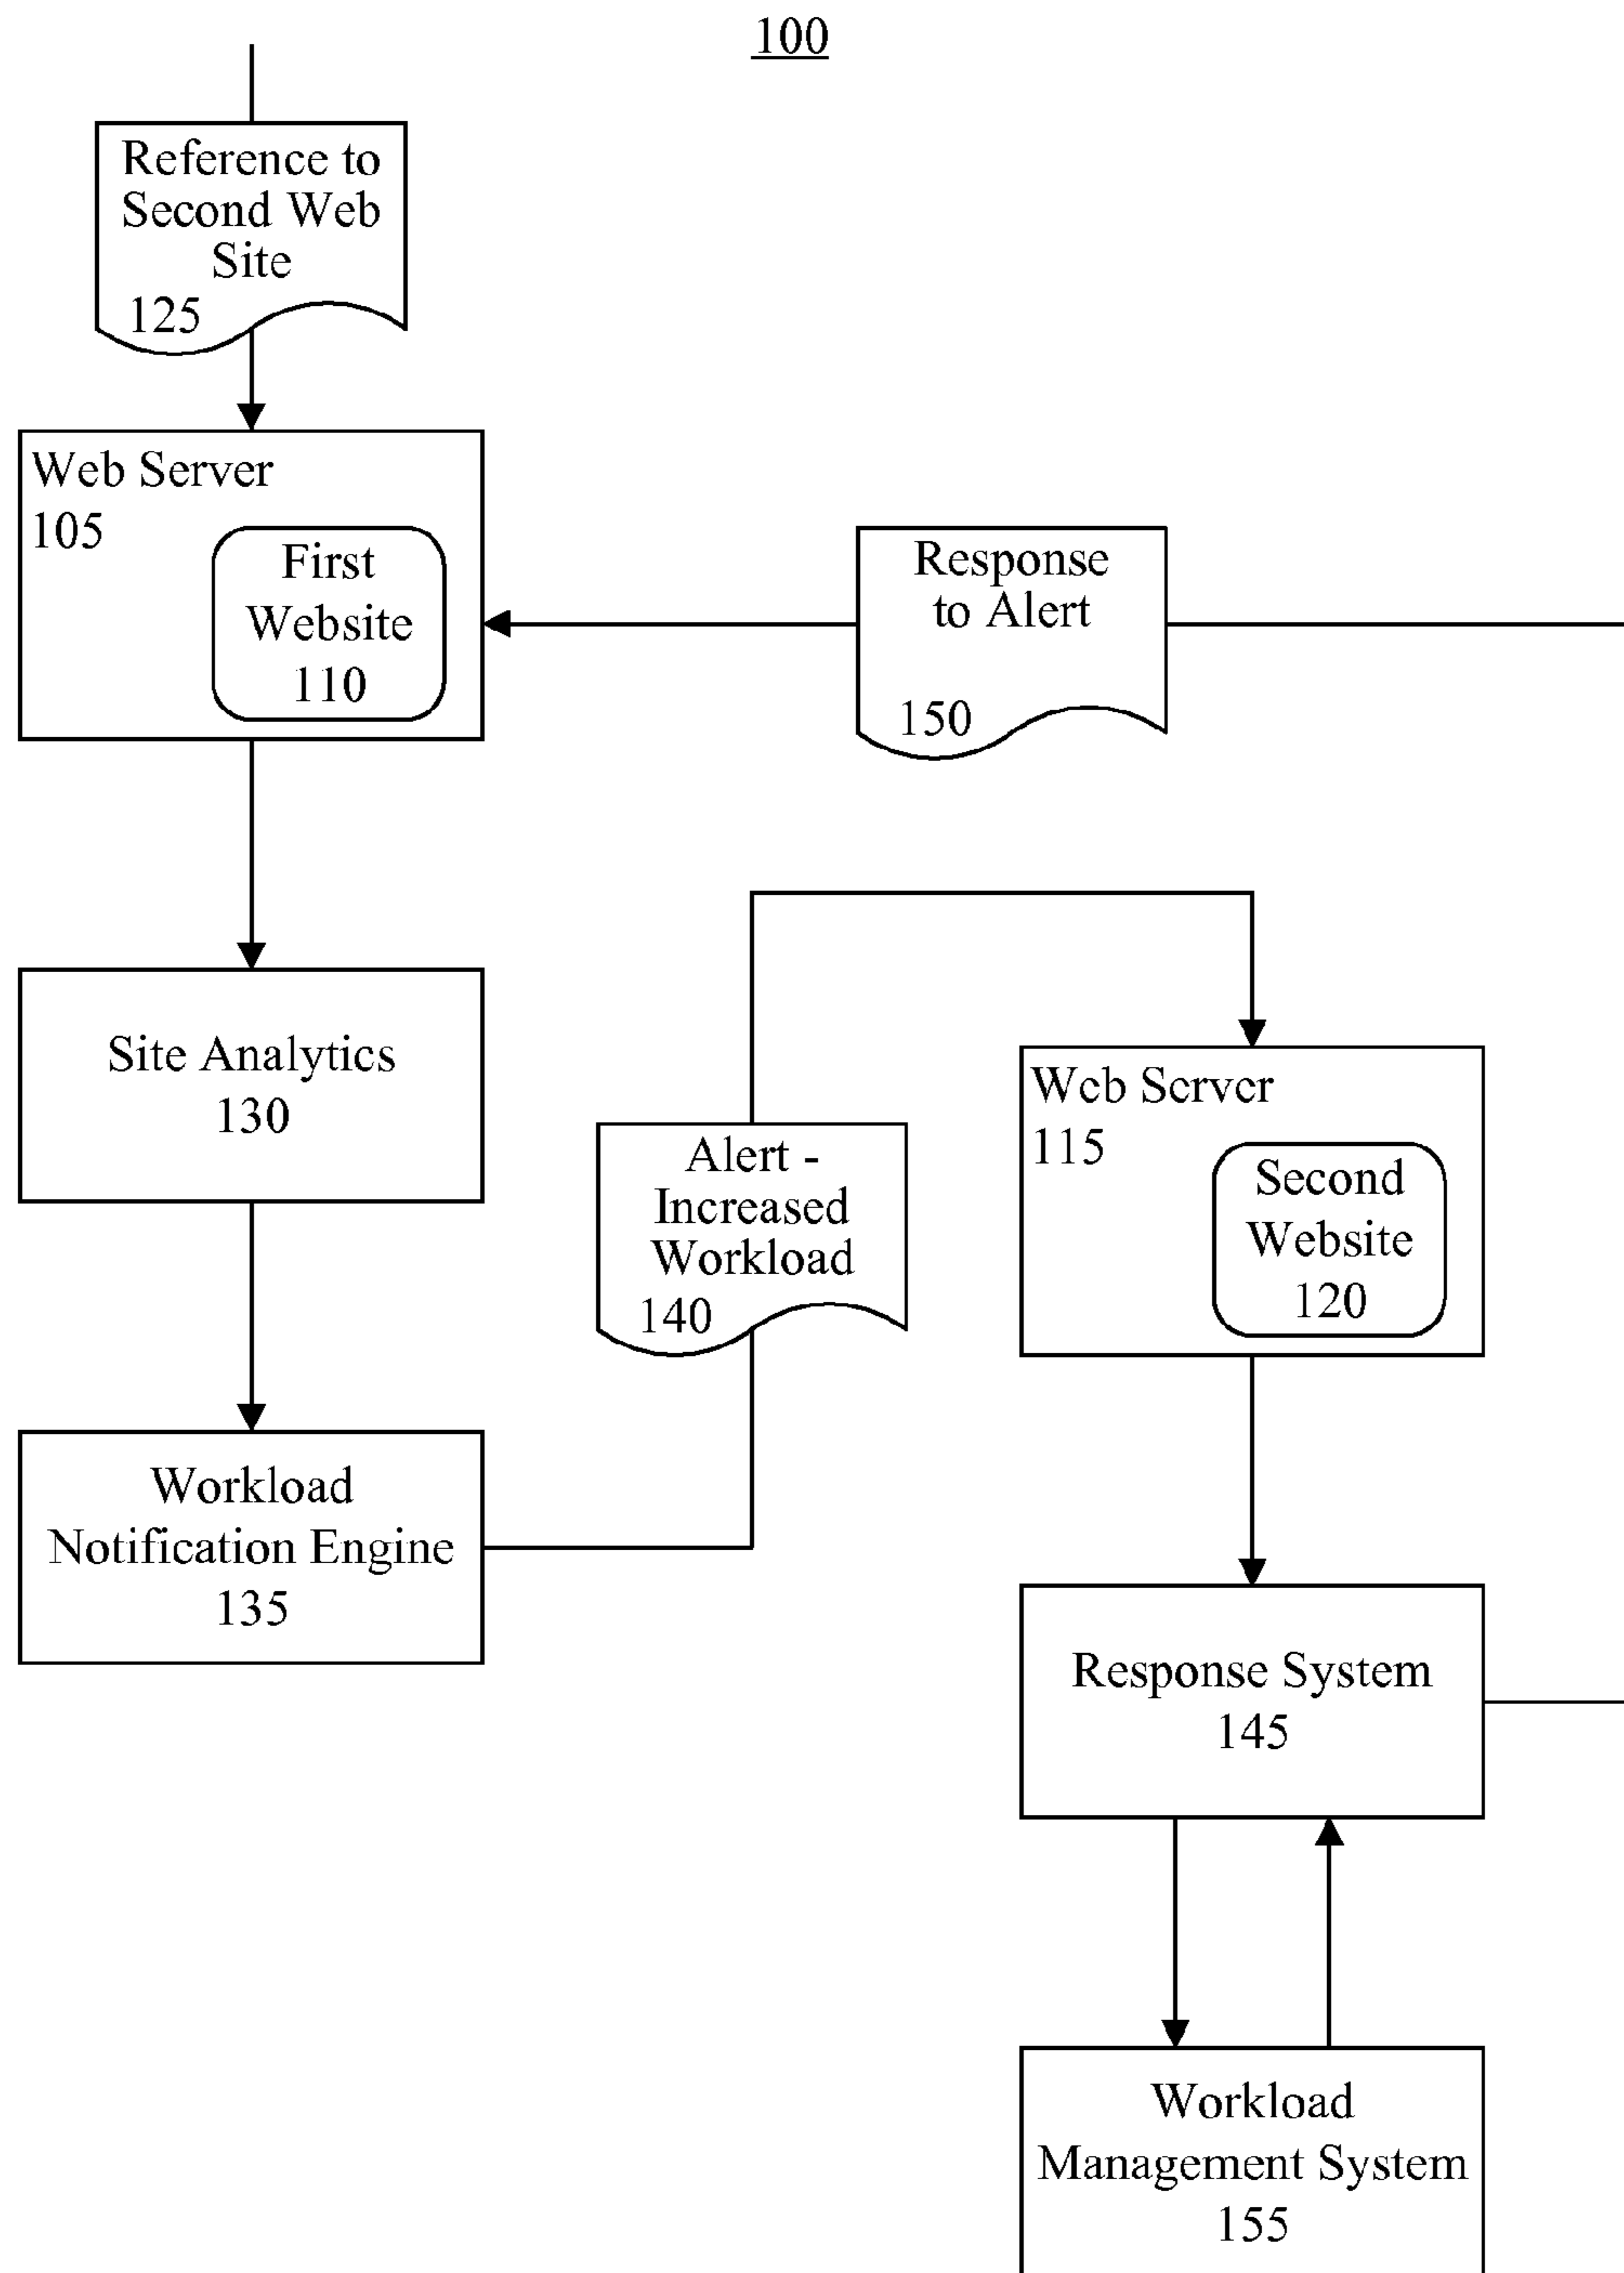 100
Reference to
Second Web
Site
125
Web Server
105
First
Website
110
Response
to Alert
150
Site Analytics
130
Alert -
Increased
Workload
140
Web Server
115
Second
Website
120
Workload
Notification Engine
135
Response System
145
Workload
Management System
155